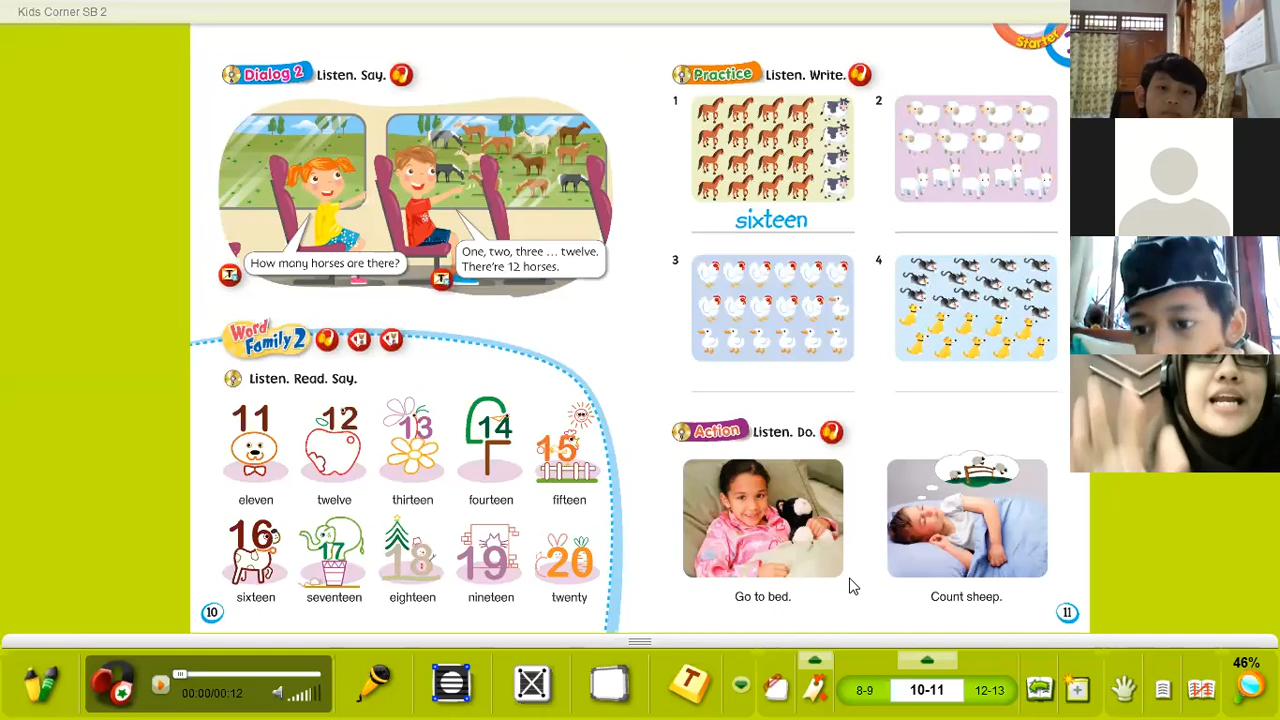 Kids Corner SB 2
Starter
Dialog 2 Listen. Say.
How many horses are there?
One, two, three ... twelve.
There're 12 horses.
T
T
Word
Family 2
Listen. Read. Say.
11 12 13 14 15
eleven twelve thirteen fourteen fifteen
16 17 18 19 20
sixteen seventeen eighteen nineteen twenty
10
Practice Listen. Write.
1 2
sixteen
3 4
Action Listen. Do.
Go to bed. Count sheep.
11
00:00/00:12
T
8-9 10-11 12-13
46%